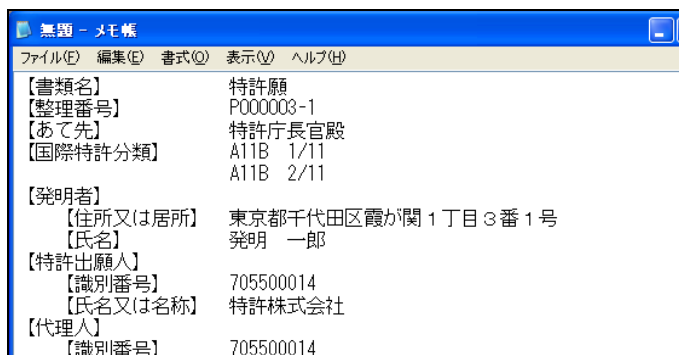 無題 - メモ帳
ファイル(F) 編集(E) 書式(O) 表示(V) ヘルプ(H)
【書類名】 特許願
【整理番号】 P000003-1
【あて先】 特許庁長官殿
【国際特許分類】 A11B 1/11
A11B 2/11
【発明者】
【住所又は居所】 東京都千代田区霞が関1丁目3番1号
【氏名】 発明 一郎
【特許出願人】
【識別番号】 705500014
【氏名又は名称】 特許株式会社
【代理人】
【識別番号】 705500014